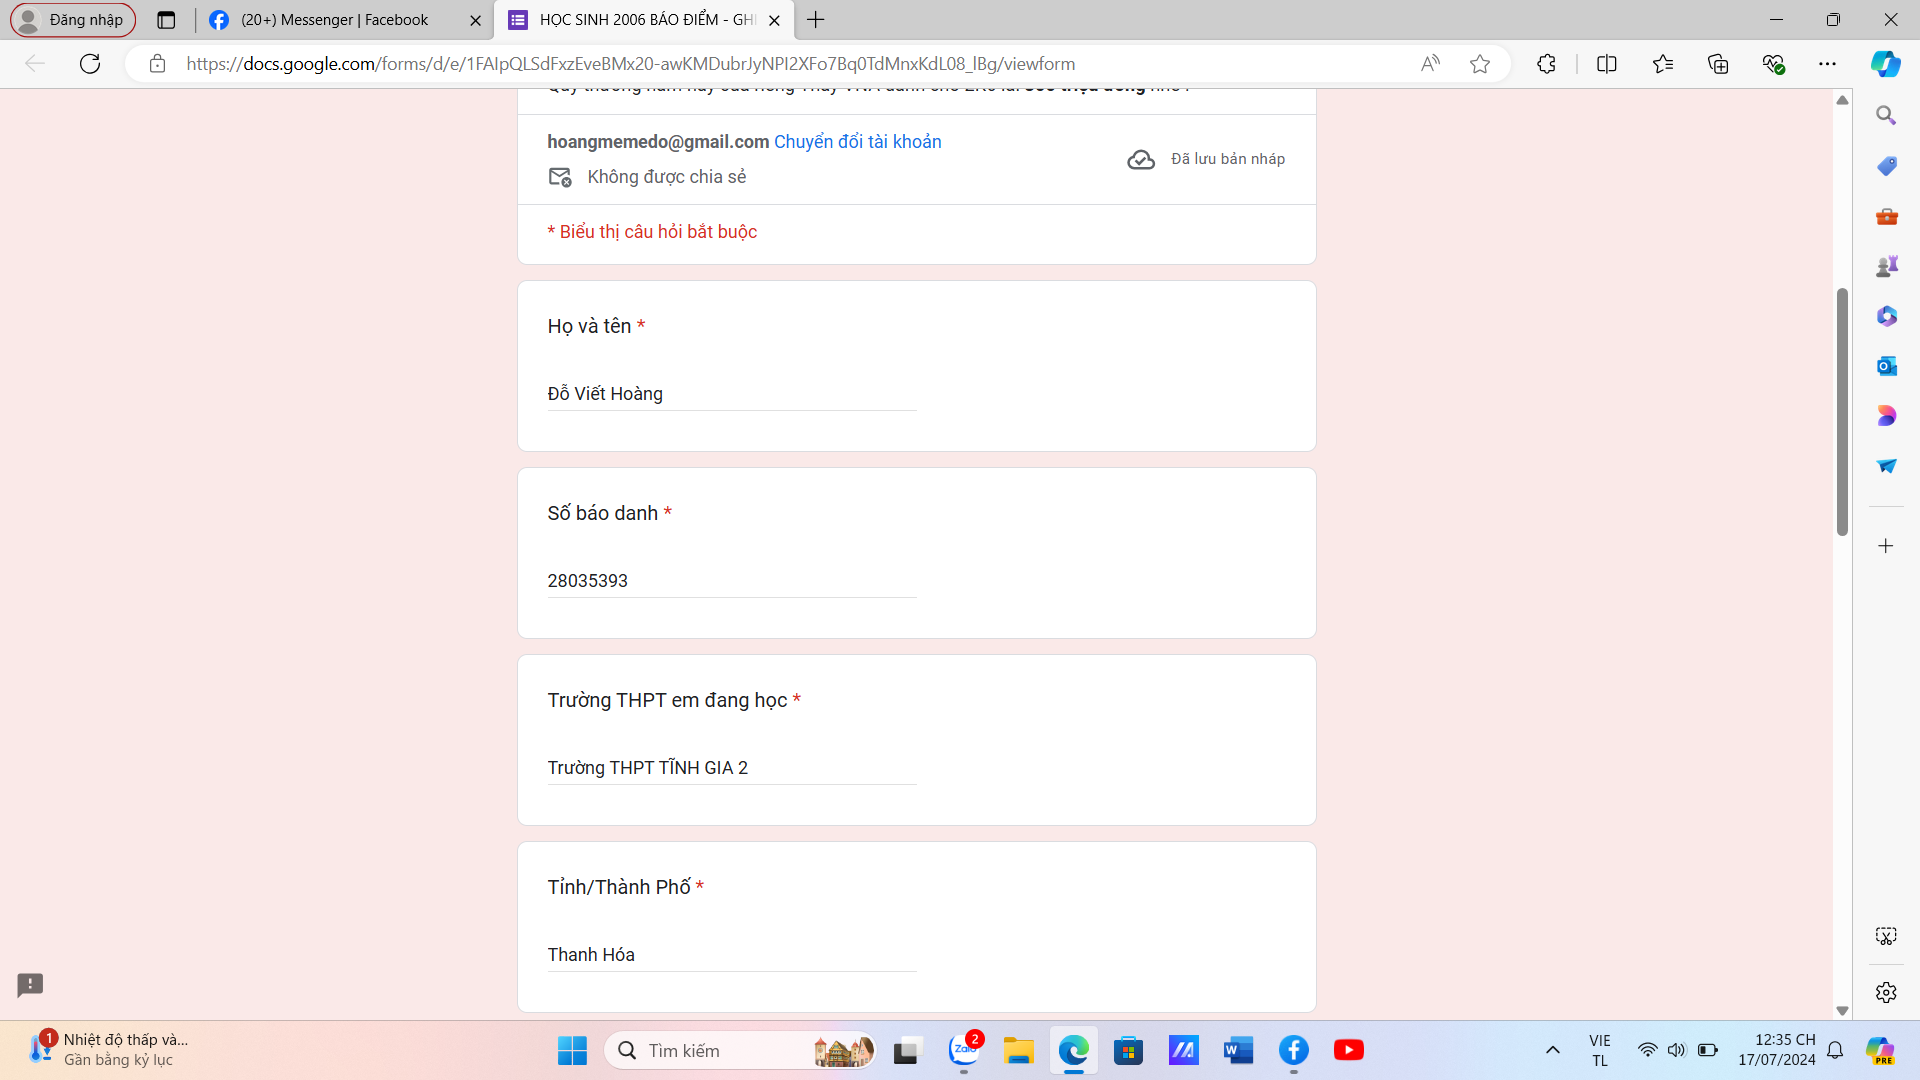 Đăng nhập
(20+) Messenger | Facebook
HỌC SINH 2006 BÁO ĐIỂM - GHI
https://docs.google.com/forms/d/e/1FAIpQLSdFxzEveBMx20-awKMDubrJyNPI2XFo7Bq0TdMnxKdL08_lBg/viewform
hoangmemedo@gmail.com Chuyển đổi tài khoản
Không được chia sẻ
Đã lưu bản nháp
* Biểu thị câu hỏi bắt buộc
Họ và tên *
Đỗ Viết Hoàng
Số báo danh *
28035393
Trường THPT em đang học *
Trường THPT TĨNH GIA 2
Tỉnh/Thành Phố *
Thanh Hóa
1
Nhiệt độ thấp và...
Gần bằng kỷ lục
Tìm kiếm
Zalo
2
VIE
TL
12:35 CH
17/07/2024
PRE